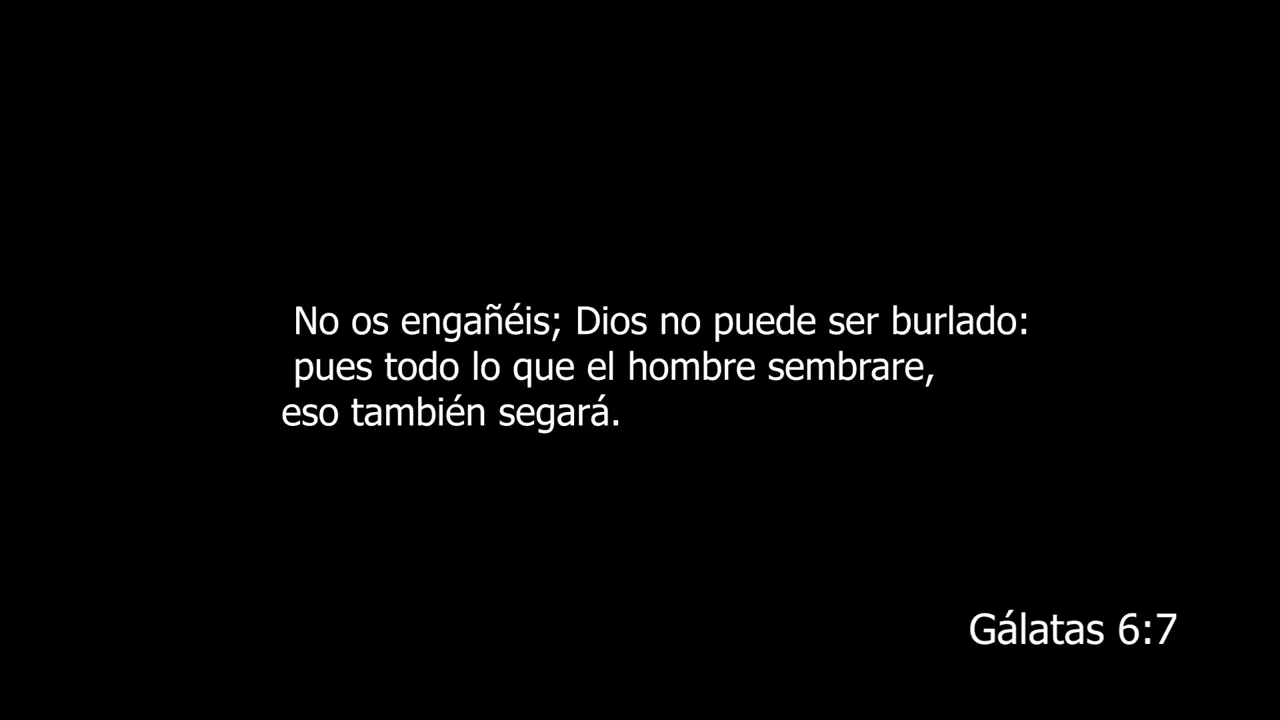 No os engañéis; Dios no puede ser burlado:
pues todo lo que el hombre sembrare,
eso también segará.
Gálatas 6:7